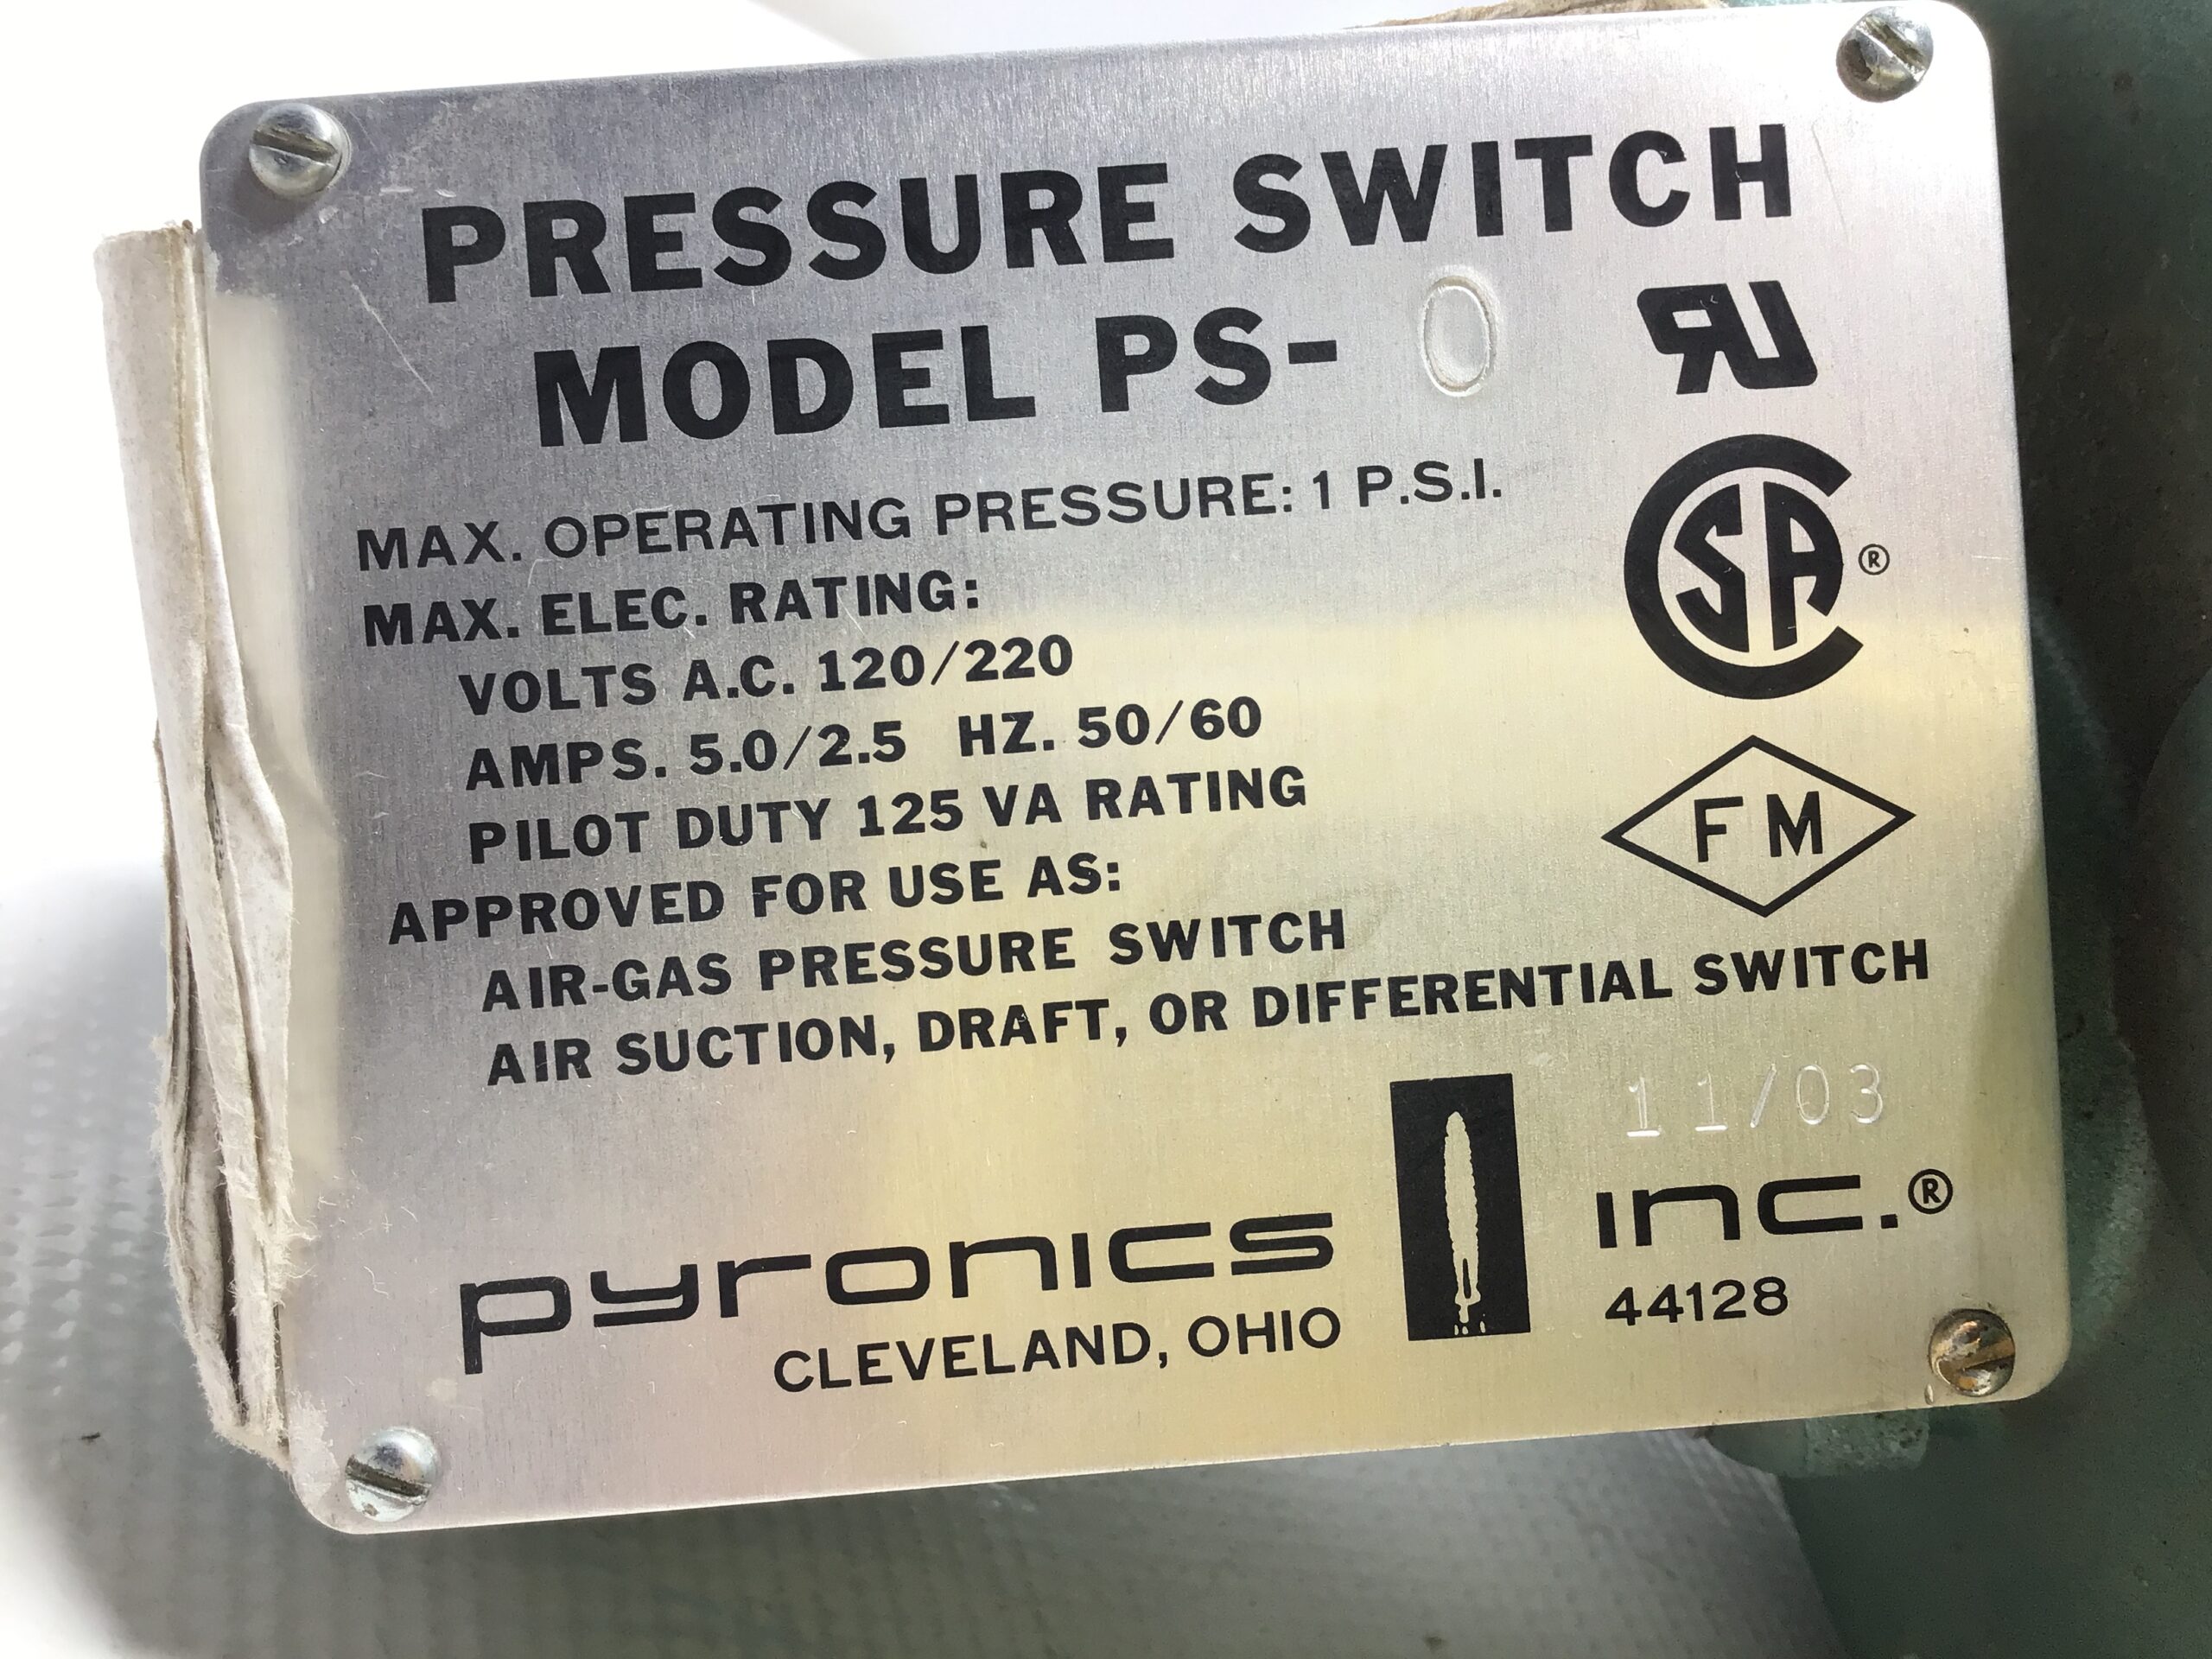 PRESSURE SWITCH
MODEL PS- 0
RU
MAX. OPERATING PRESSURE: 1 P.S.I.
MAX. ELEC. RATING:
VOLTS A.C. 120/220
AMPS. 5.0/2.5 HZ. 50/60
PILOT DUTY 125 VA RATING
APPROVED FOR USE AS:
AIR-GAS PRESSURE SWITCH
AIR SUCTION, DRAFT, OR DIFFERENTIAL SWITCH
CSA ®
FM
11/03
pyronics inc.®
CLEVELAND, OHIO 44128